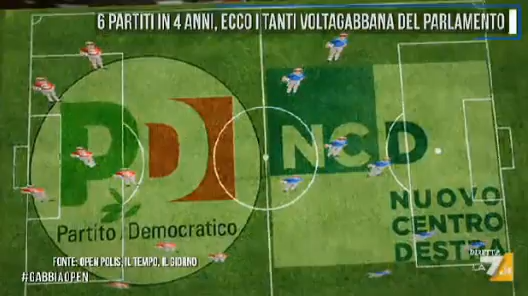 6 PARTITI IN 4 ANNI, ECCO I TANTI VOLTAGABBANA DEL PARLAMENTO
PD
Partito Democratico
NCD
NUOVO
CENTRO
DESTRA
FONTE: OPEN POLIS, IL TEMPO, IL GIORNO
#GABBIAOPEN
DIRETTA
LA7